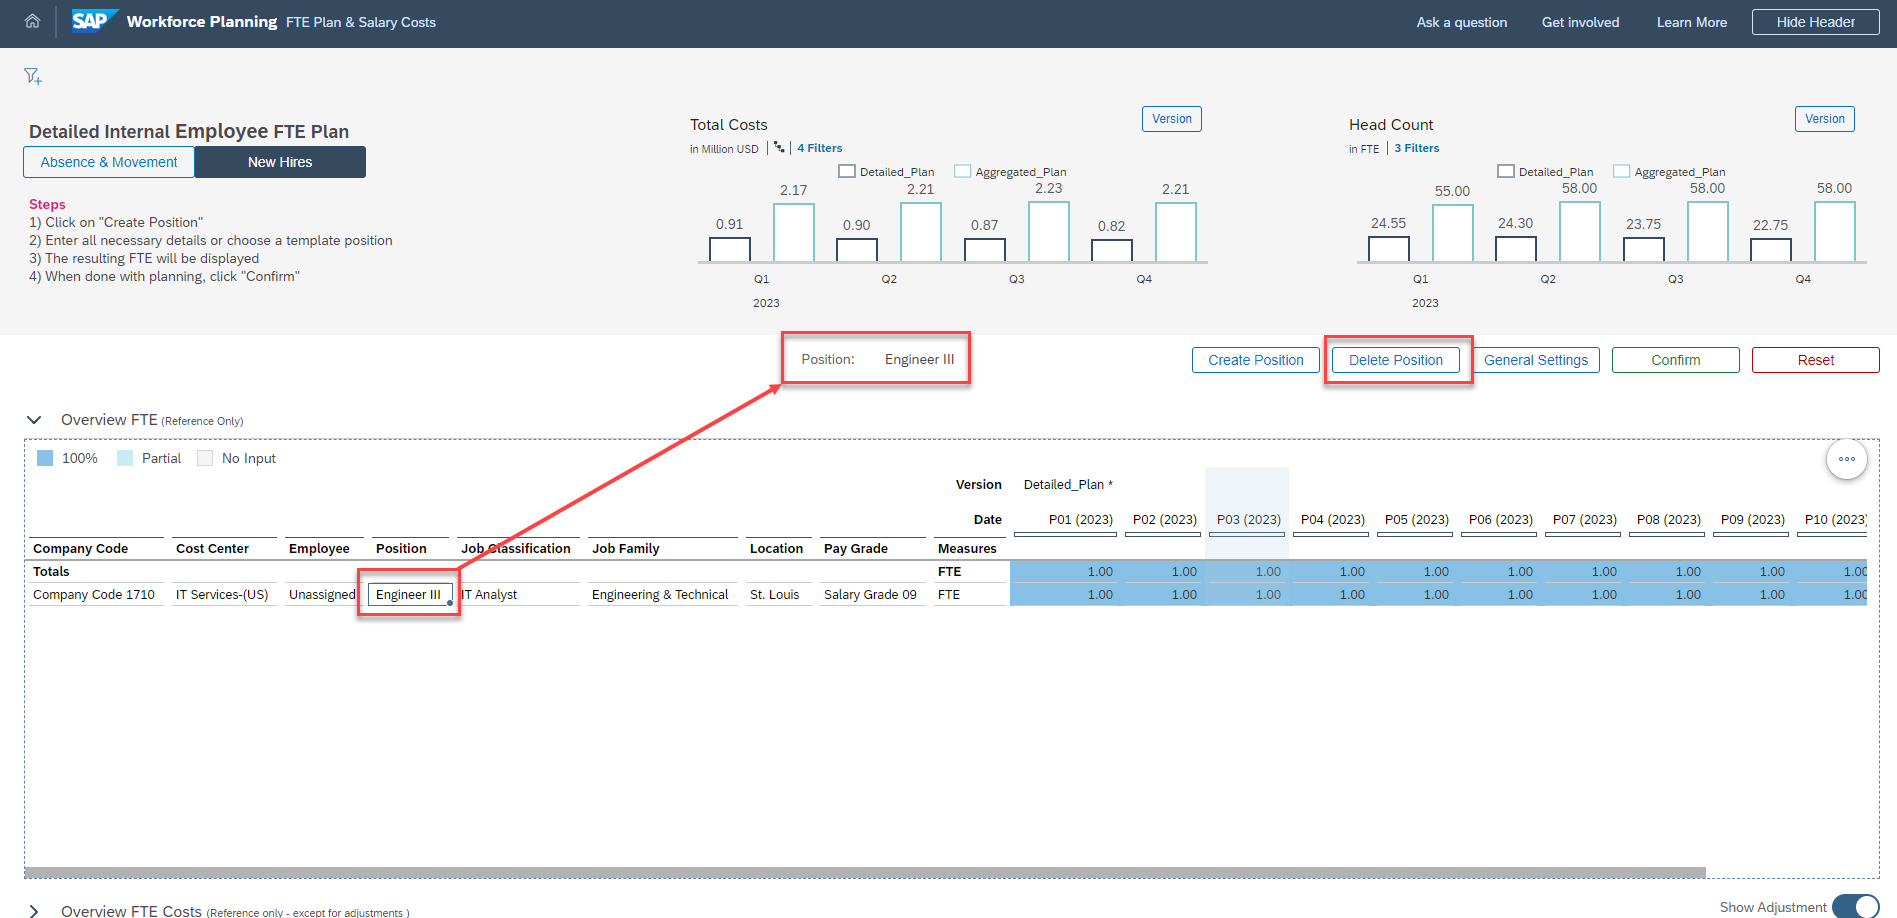 SAP Workforce Planning FTE Plan & Salary Costs Ask a question Get involved Learn More Hide Header
Detailed Internal Employee FTE Plan
Absence & Movement New Hires
Steps
1) Click on "Create Position"
2) Enter all necessary details or choose a template position
3) The resulting FTE will be displayed
4) When done with planning, click "Confirm"
Total Costs Version
in Million USD 4 Filters
Detailed_Plan Aggregated_Plan
2.17 2.21 2.23 2.21
0.91 0.90 0.87 0.82
Q1 Q2 Q3 Q4
2023
Head Count Version
in FTE 3 Filters
Detailed_Plan Aggregated_Plan
55.00 58.00 58.00 58.00
24.55 24.30 23.75 22.75
Q1 Q2 Q3 Q4
2023
Position: Engineer III Create Position Delete Position General Settings Confirm Reset
Overview FTE (Reference Only)
100% Partial No Input
Version Detailed_Plan *
Date P01 (2023) P02 (2023) P03 (2023) P04 (2023) P05 (2023) P06 (2023) P07 (2023) P08 (2023) P09 (2023) P10 (2023)
Company Code Cost Center Employee Position Job Classification Job Family Location Pay Grade Measures
Totals FTE 1.00 1.00 1.00 1.00 1.00 1.00 1.00 1.00 1.00 1.00
Company Code 1710 IT Services-(US) Unassigned Engineer III IT Analyst Engineering & Technical St. Louis Salary Grade 09 FTE 1.00 1.00 1.00 1.00 1.00 1.00 1.00 1.00 1.00 1.00
Overview FTE Costs (Reference only - except for adjustments ) Show Adjustment